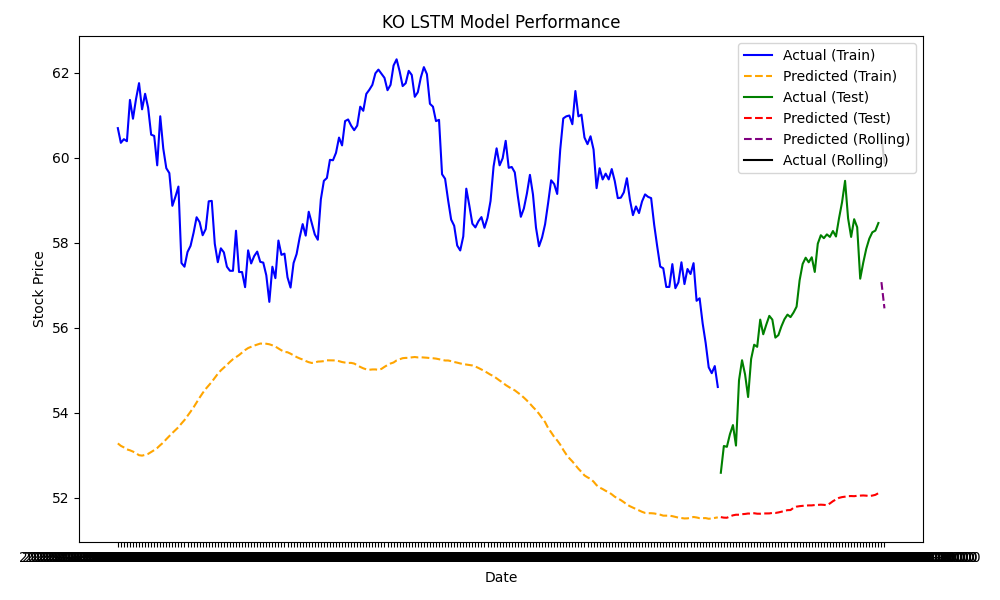 KO LSTM Model Performance
Actual (Train)
Predicted (Train)
Actual (Test)
Predicted (Test)
Predicted (Rolling)
Actual (Rolling)
Stock Price
62
60
58
56
54
52
Date